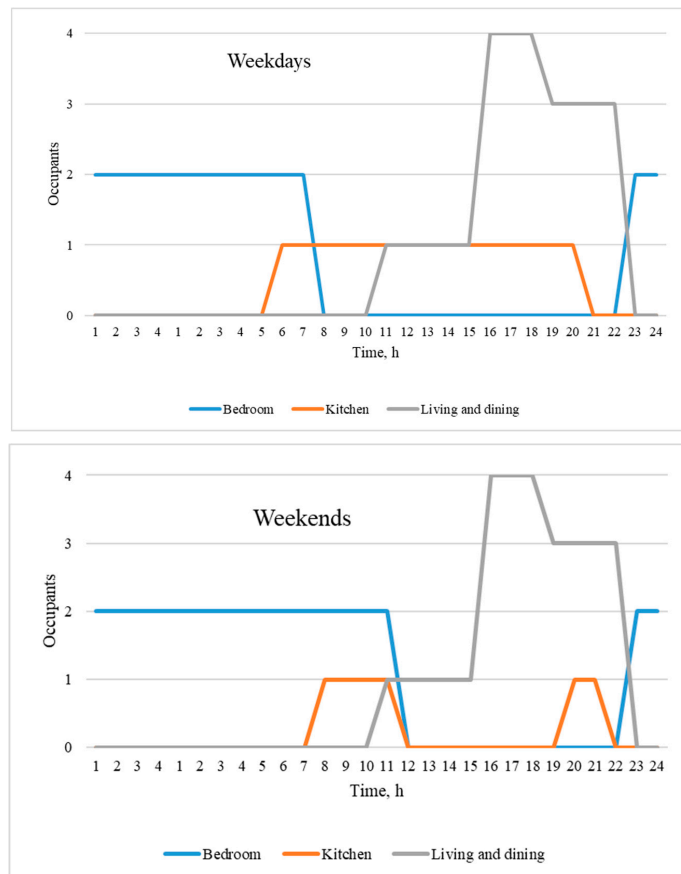 Weekdays
Occupants
4
3
2
1
0
1 2 3 4 1 2 3 4 5 6 7 8 9 10 11 12 13 14 15 16 17 18 19 20 21 22 23 24
Time, h
Bedroom Kitchen Living and dining
Weekends
Occupants
4
3
2
1
0
1 2 3 4 1 2 3 4 5 6 7 8 9 10 11 12 13 14 15 16 17 18 19 20 21 22 23 24
Time, h
Bedroom Kitchen Living and dining